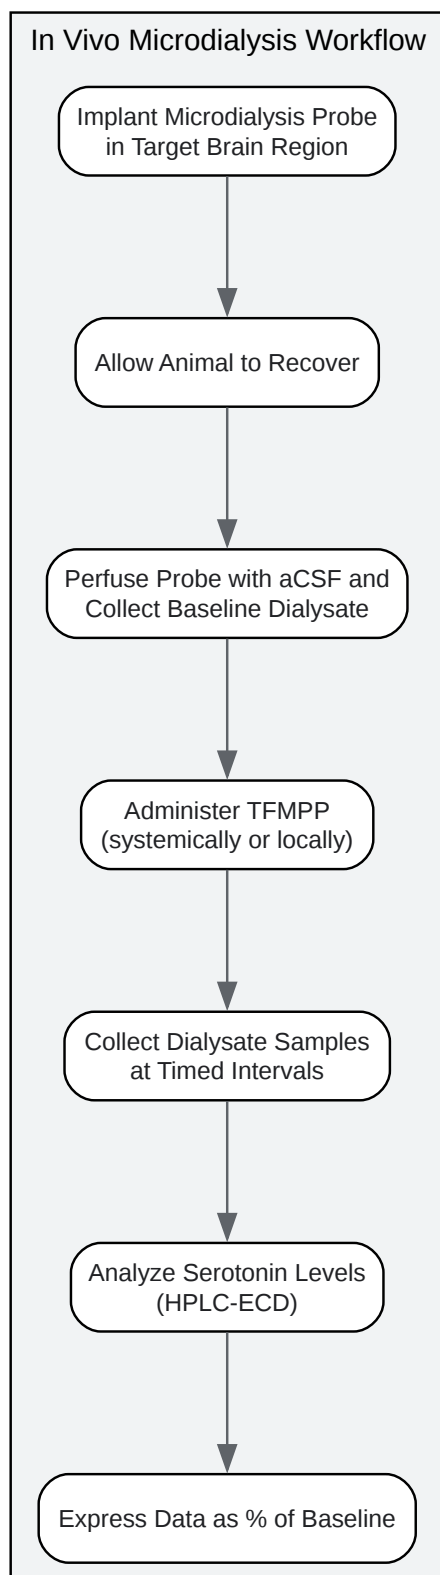 In Vivo Microdialysis Workflow
Implant Microdialysis Probe
in Target Brain Region
Allow Animal to Recover
Perfuse Probe with aCSF and
Collect Baseline Dialysate
Administer TFMPP
(systemically or locally)
Collect Dialysate Samples
at Timed Intervals
Analyze Serotonin Levels
(HPLC-ECD)
Express Data as % of Baseline